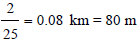 2/25 = 0.08 km = 80 m